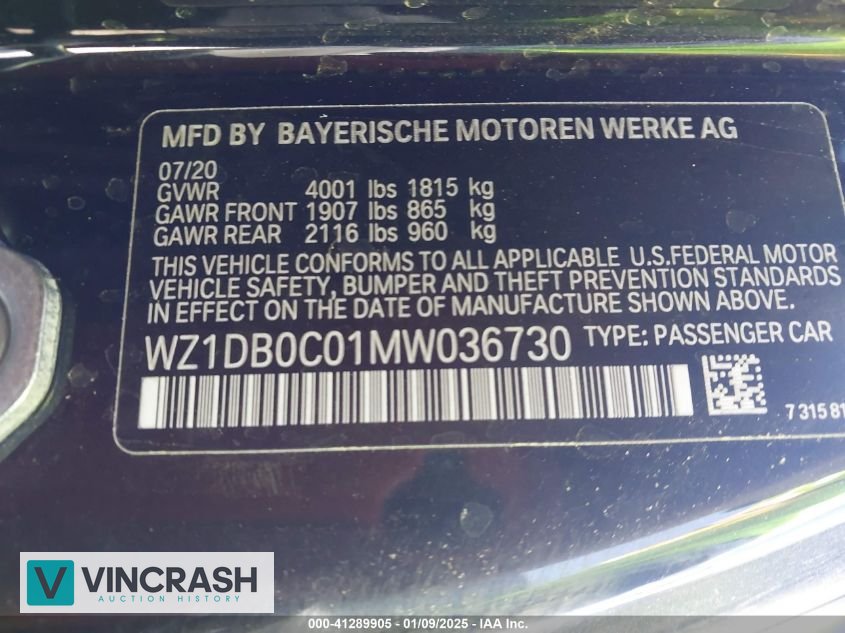 MFD BY BAYERISCHE MOTOREN WERKE AG
07/20
GVWR 4001 lbs 1815 kg
GAWR FRONT 1907 lbs 865 kg
GAWR REAR 2116 lbs 960 kg
THIS VEHICLE CONFORMS TO ALL APPLICABLE U.S.FEDERAL MOTOR
VEHICLE SAFETY, BUMPER AND THEFT PREVENTION STANDARDS
IN EFFECT ON THE DATE OF MANUFACTURE SHOWN ABOVE.
WZ1DB0C01MW036730 TYPE: PASSENGER CAR
731581
V VINCRASH
AUCTION HISTORY
000-41289905 - 01/09/2025 - IAA Inc.